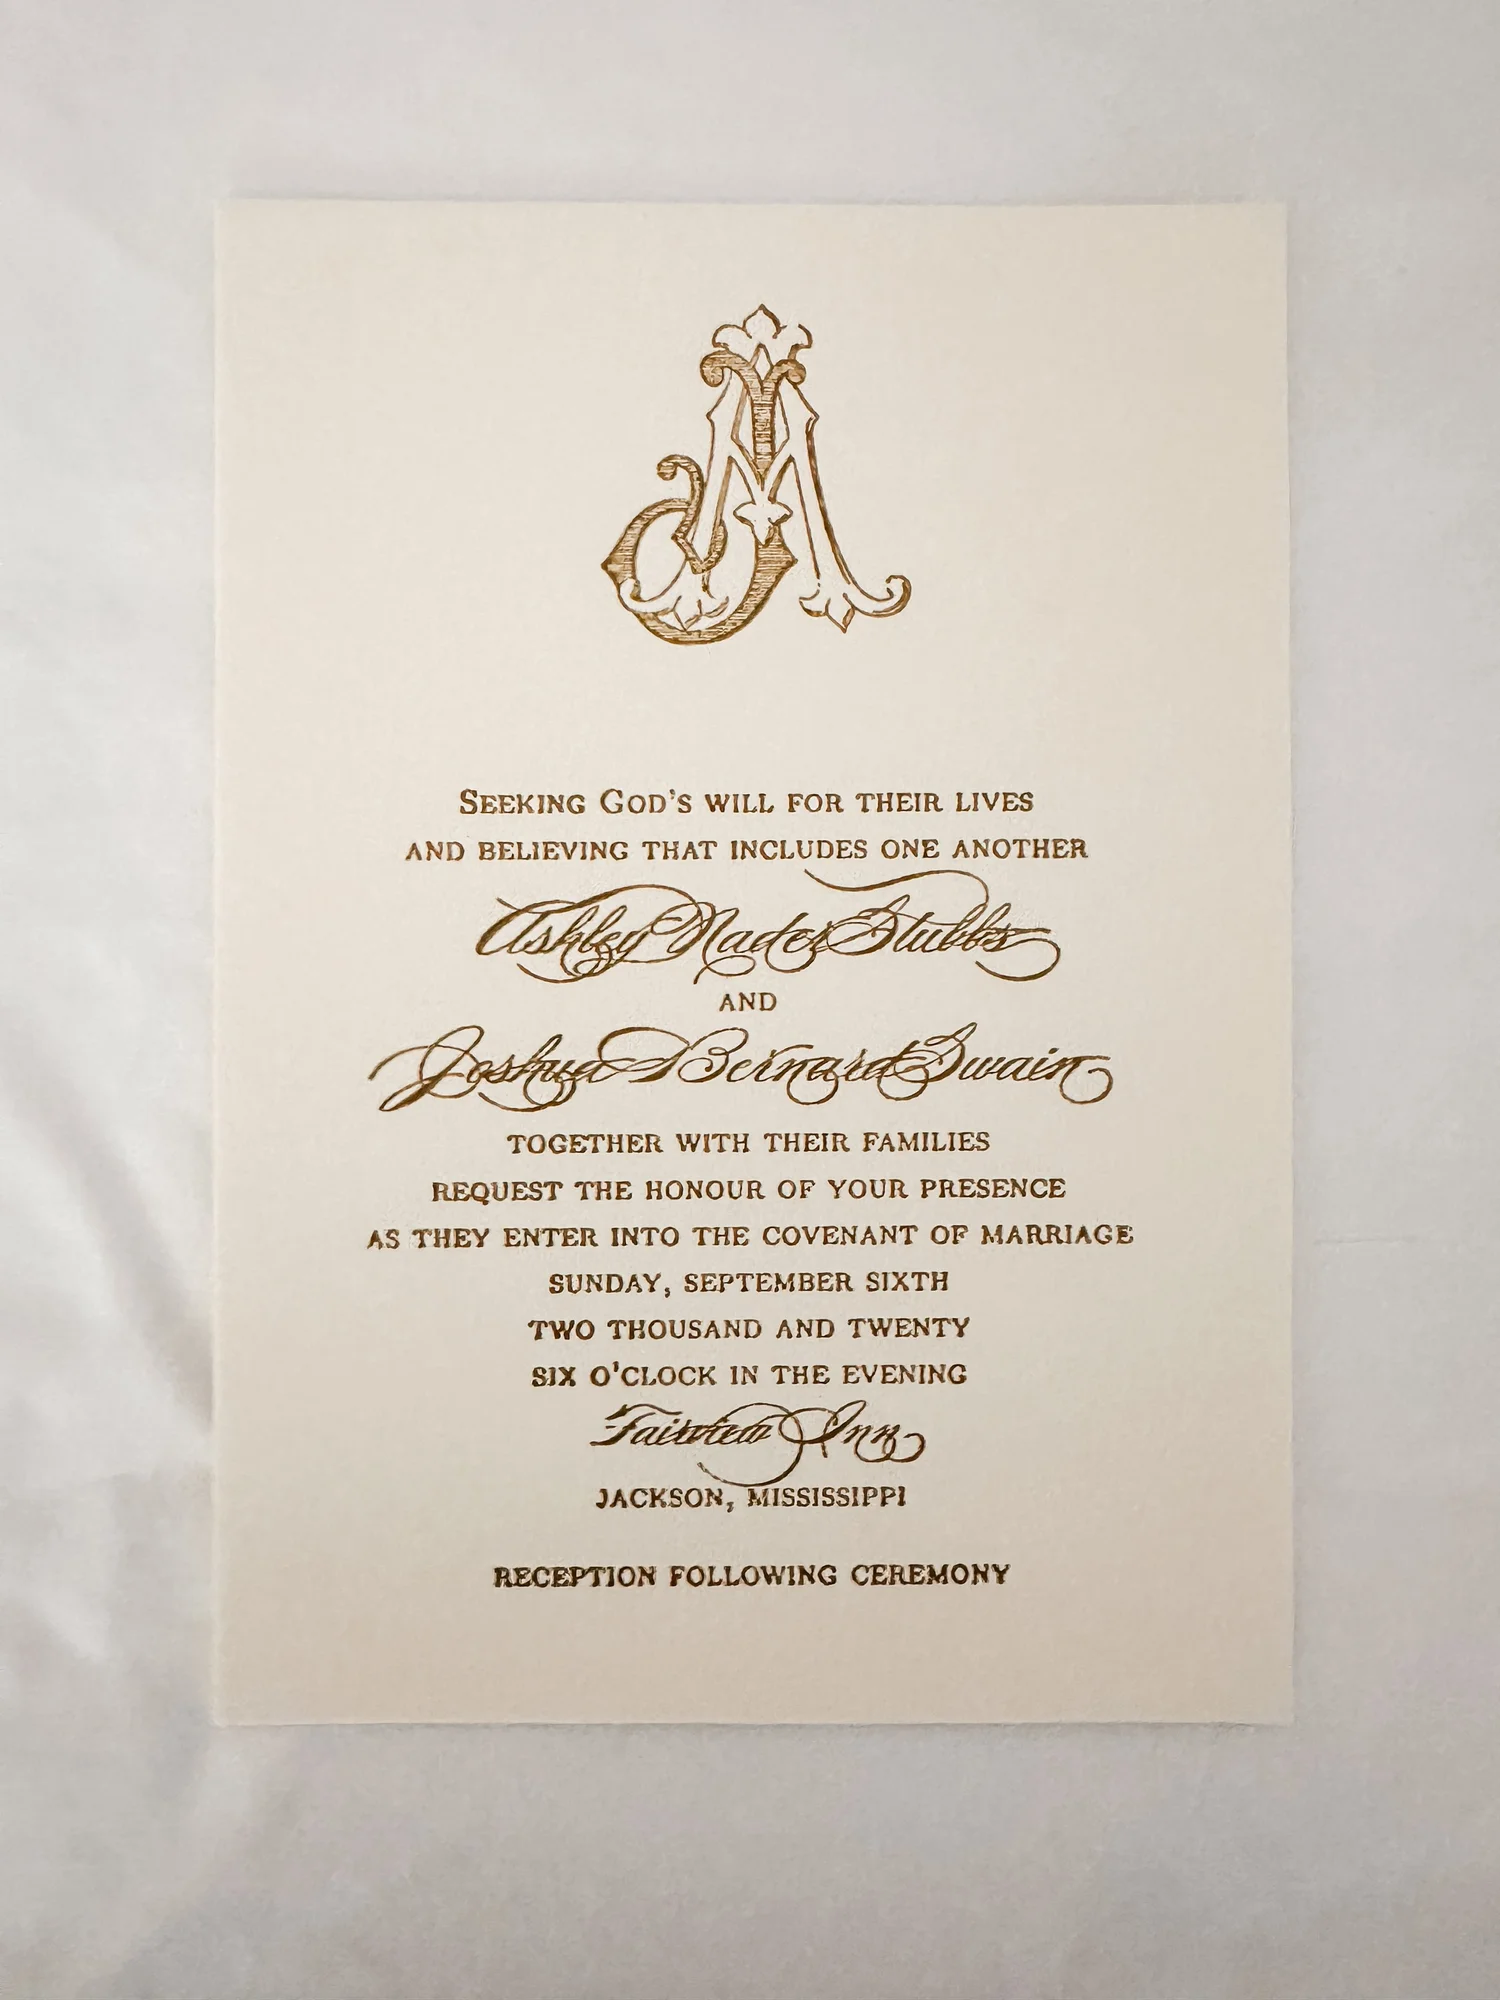 JA
Seeking God's will for their lives
and believing that includes one another
Ashley Nader Stubbs
and
Joshua Bernard Swain
together with their families
request the honour of your presence
as they enter into the covenant of marriage
Sunday, September sixth
two thousand and twenty
six o'clock in the evening
Fairview Inn
Jackson, Mississippi
reception following ceremony